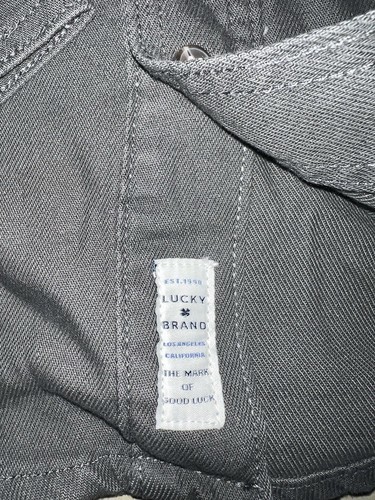 EST.1990
LUCKY
BRAND
LOS ANGELES
CALIFORNIA
THE MARK
OF
GOOD LUCK